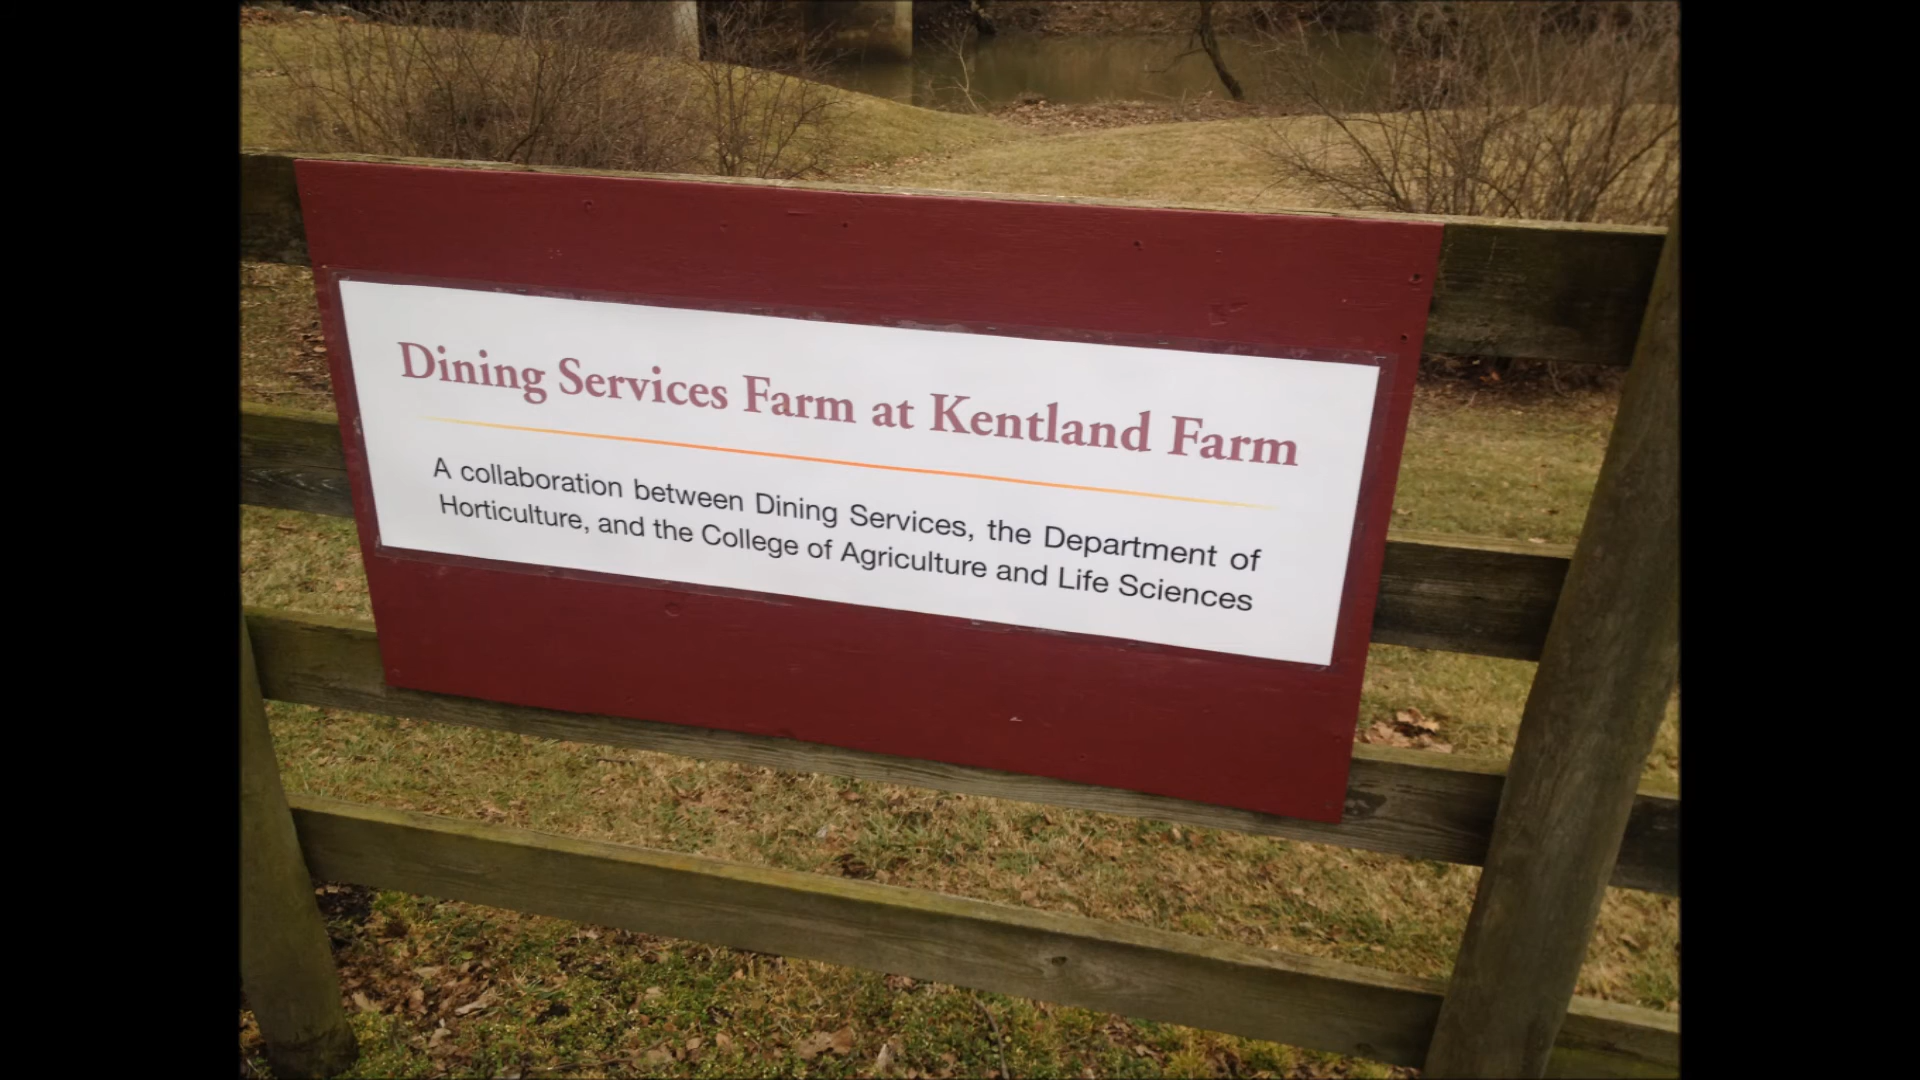 Dining Services Farm at Kentland Farm
A collaboration between Dining Services, the Department of
Horticulture, and the College of Agriculture and Life Sciences